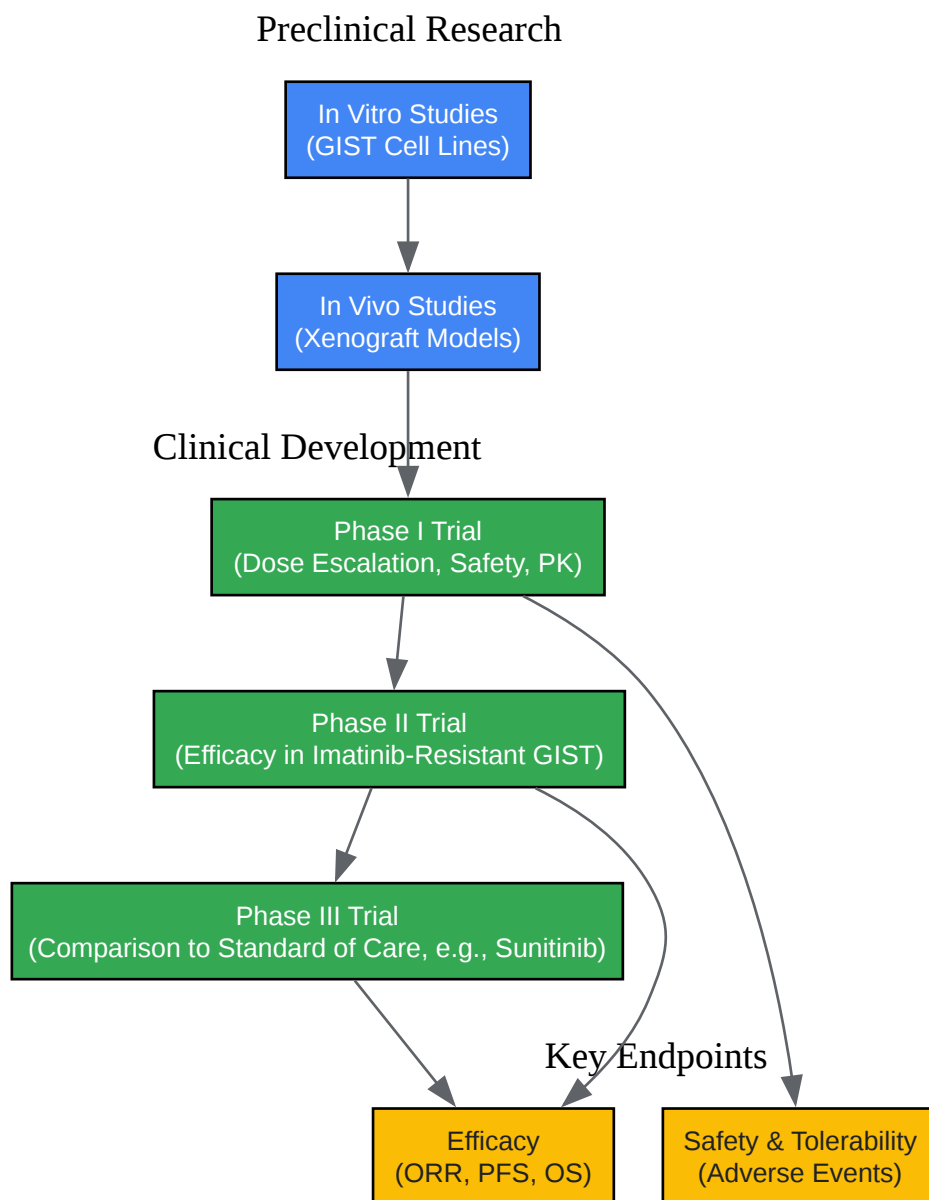 Preclinical Research
In Vitro Studies
(GIST Cell Lines)
In Vivo Studies
(Xenograft Models)
Clinical Development
Phase I Trial
(Dose Escalation, Safety, PK)
Phase II Trial
(Efficacy in Imatinib-Resistant GIST)
Phase III Trial
(Comparison to Standard of Care, e.g., Sunitinib)
Key Endpoints
Efficacy
(ORR, PFS, OS)
Safety & Tolerability
(Adverse Events)